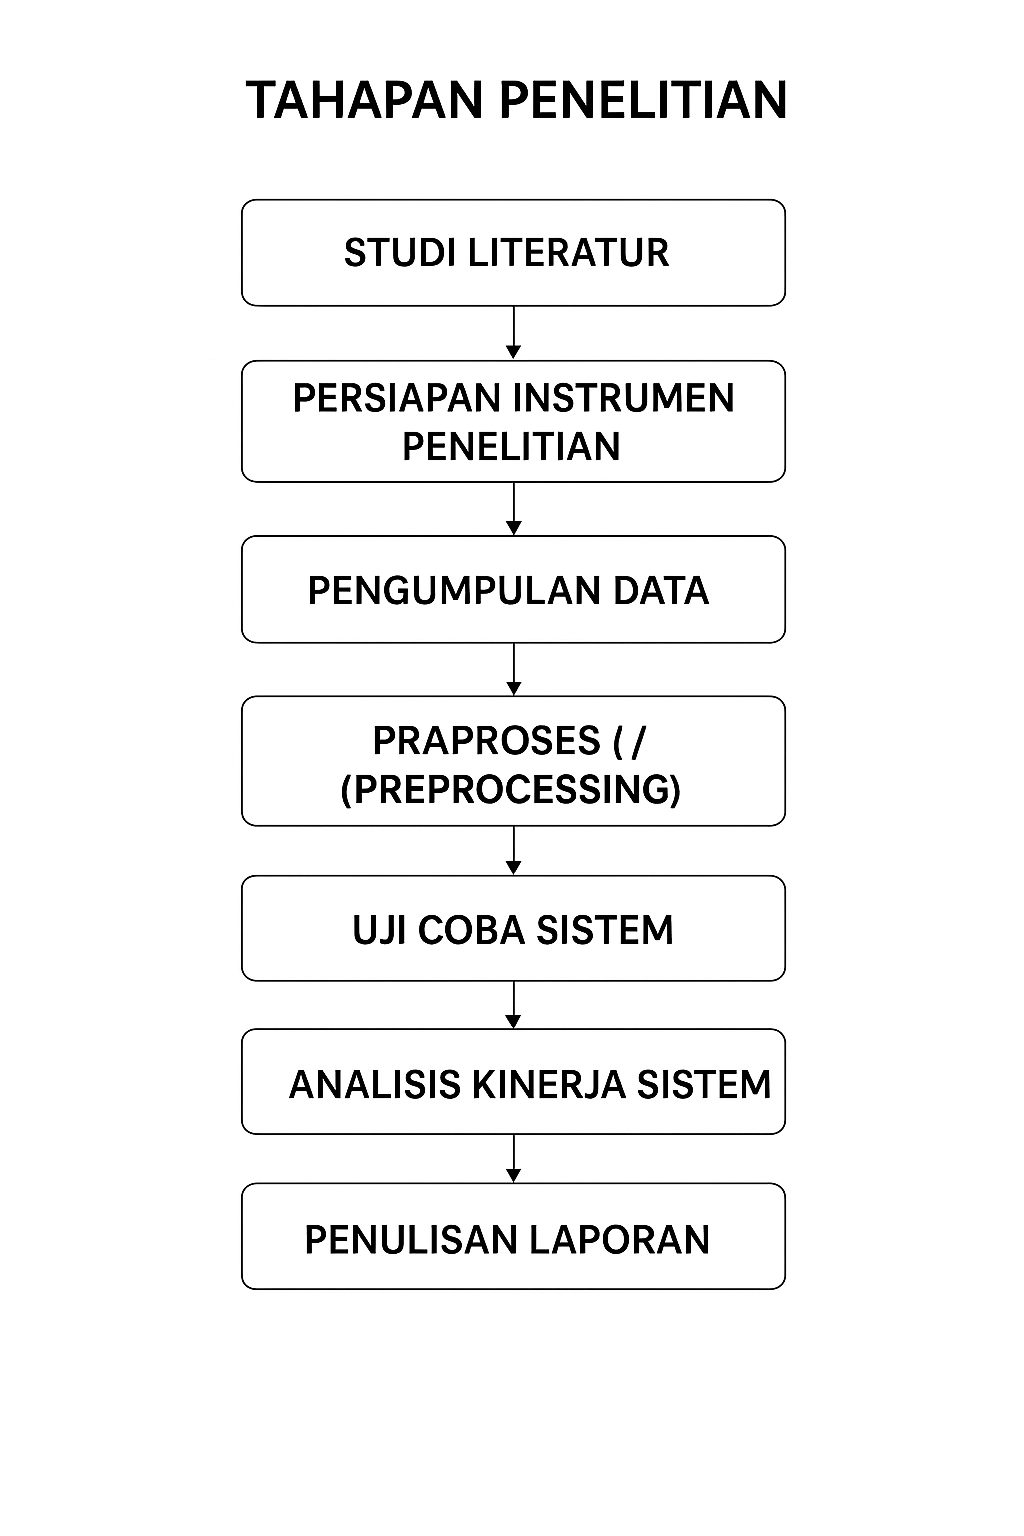 TAHAPAN PENELITIAN
STUDI LITERATUR
PERSIAPAN INSTRUMEN
PENELITIAN
PENGUMPULAN DATA
PRAPROSES ( /
(PREPROCESSING)
UJI COBA SISTEM
ANALISIS KINERJA SISTEM
PENULISAN LAPORAN